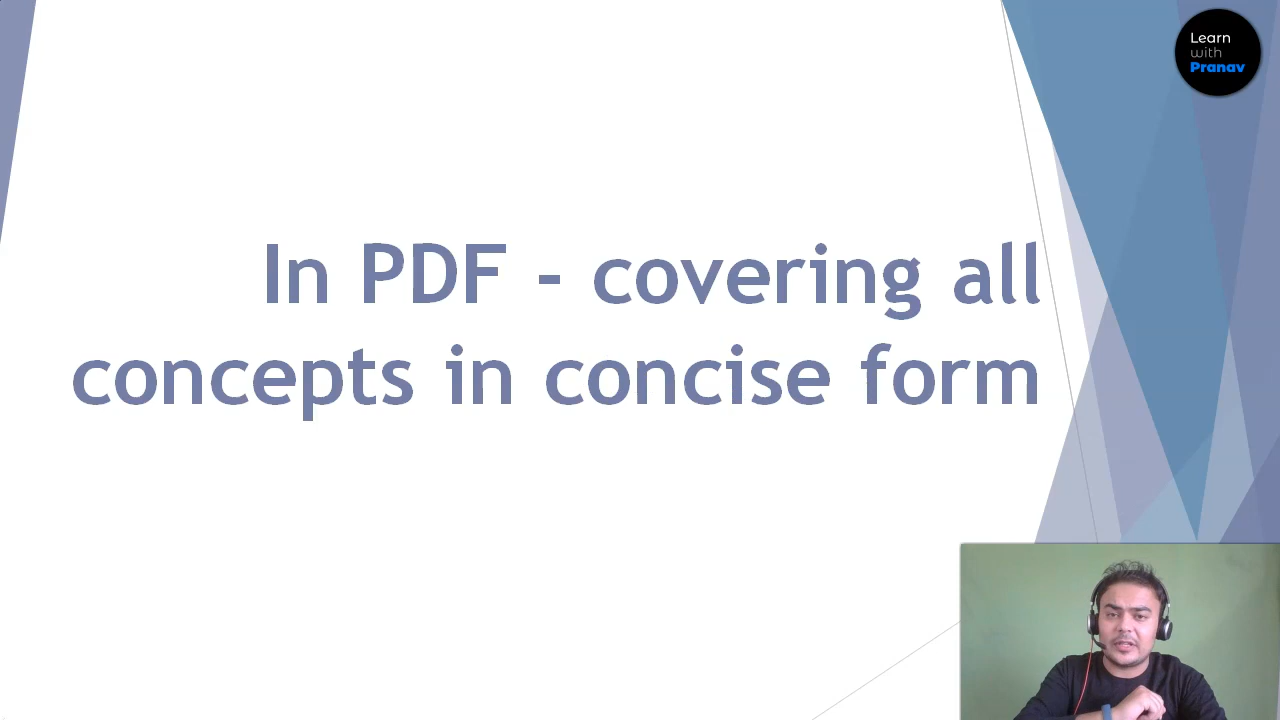 Learn
with
Pranav
In PDF - covering all
concepts in concise form